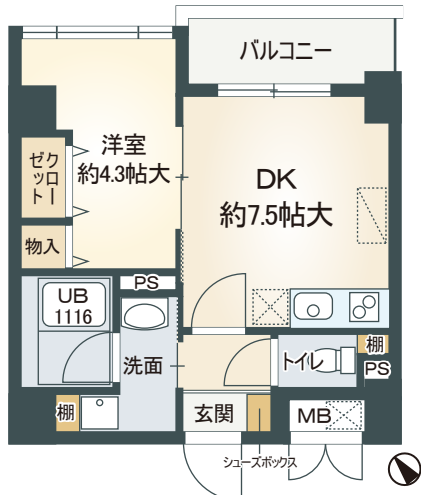 バルコニー
洋室
約4.3帖大
クローゼット
DK
約7.5帖大
物入
PS
UB
1116
洗面
トイレ
棚
PS
棚
玄関
MB
シューズボックス